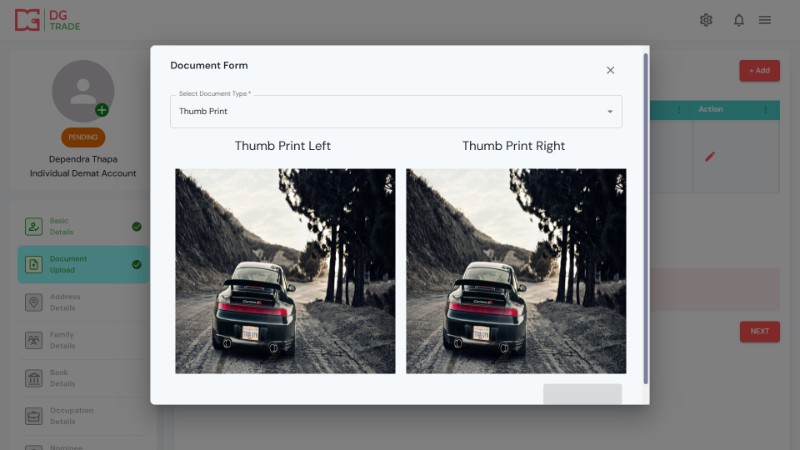 DG
TRADE
Document Form
+ Add
Select Document Type *
Thumb Print
Action
PENDING
Dependra Thapa
Individual Demat Account
Thumb Print Left
Thumb Print Right
Basic
Details
Document
Upload
Address
Details
Family
Details
Bank
Details
Occupation
Details
Nominee
NEXT